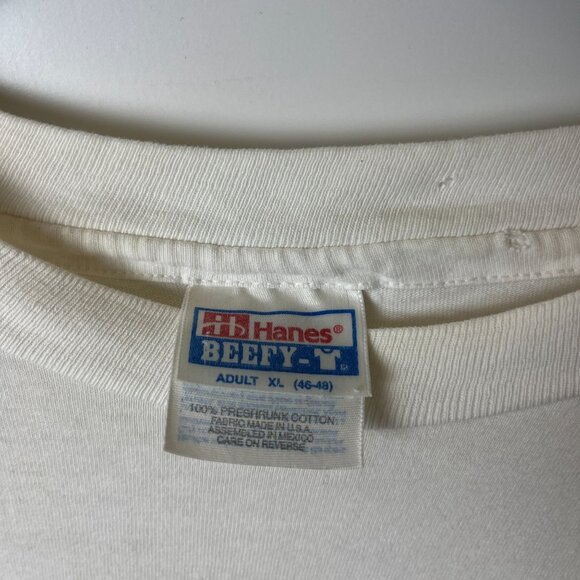 Hanes®
BEEFY-T®
ADULT XL (46-48)
100% PRESHRUNK COTTON
FABRIC MADE IN U.S.A.
ASSEMBLED IN MEXICO
CARE ON REVERSE